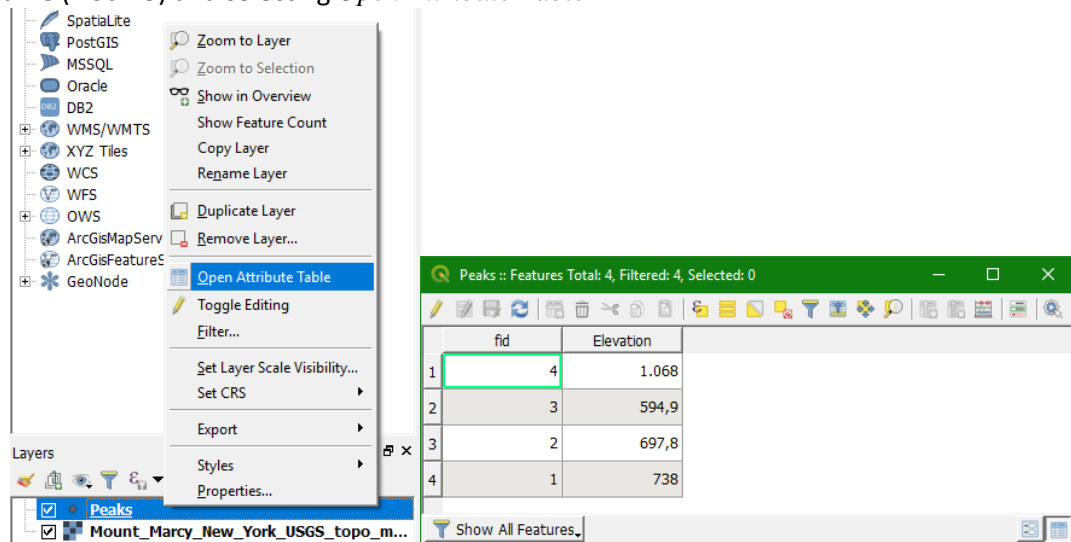 SpatiaLite
PostGIS
MSSQL
Oracle
DB2
WMS/WMTS
XYZ Tiles
WCS
WFS
OWS
ArcGisMapServ
ArcGisFeatureS
GeoNode
Zoom to Layer
Zoom to Selection
Show in Overview
Show Feature Count
Copy Layer
Rename Layer
Duplicate Layer
Remove Layer...
Open Attribute Table
Toggle Editing
Filter...
Set Layer Scale Visibility...
Set CRS
Export
Styles
Properties...
Layers
Peaks
Mount_Marcy_New_York_USGS_topo_m...
Peaks :: Features Total: 4, Filtered: 4, Selected: 0
fid Elevation
1 4 1.068
2 3 594,9
3 2 697,8
4 1 738
Show All Features